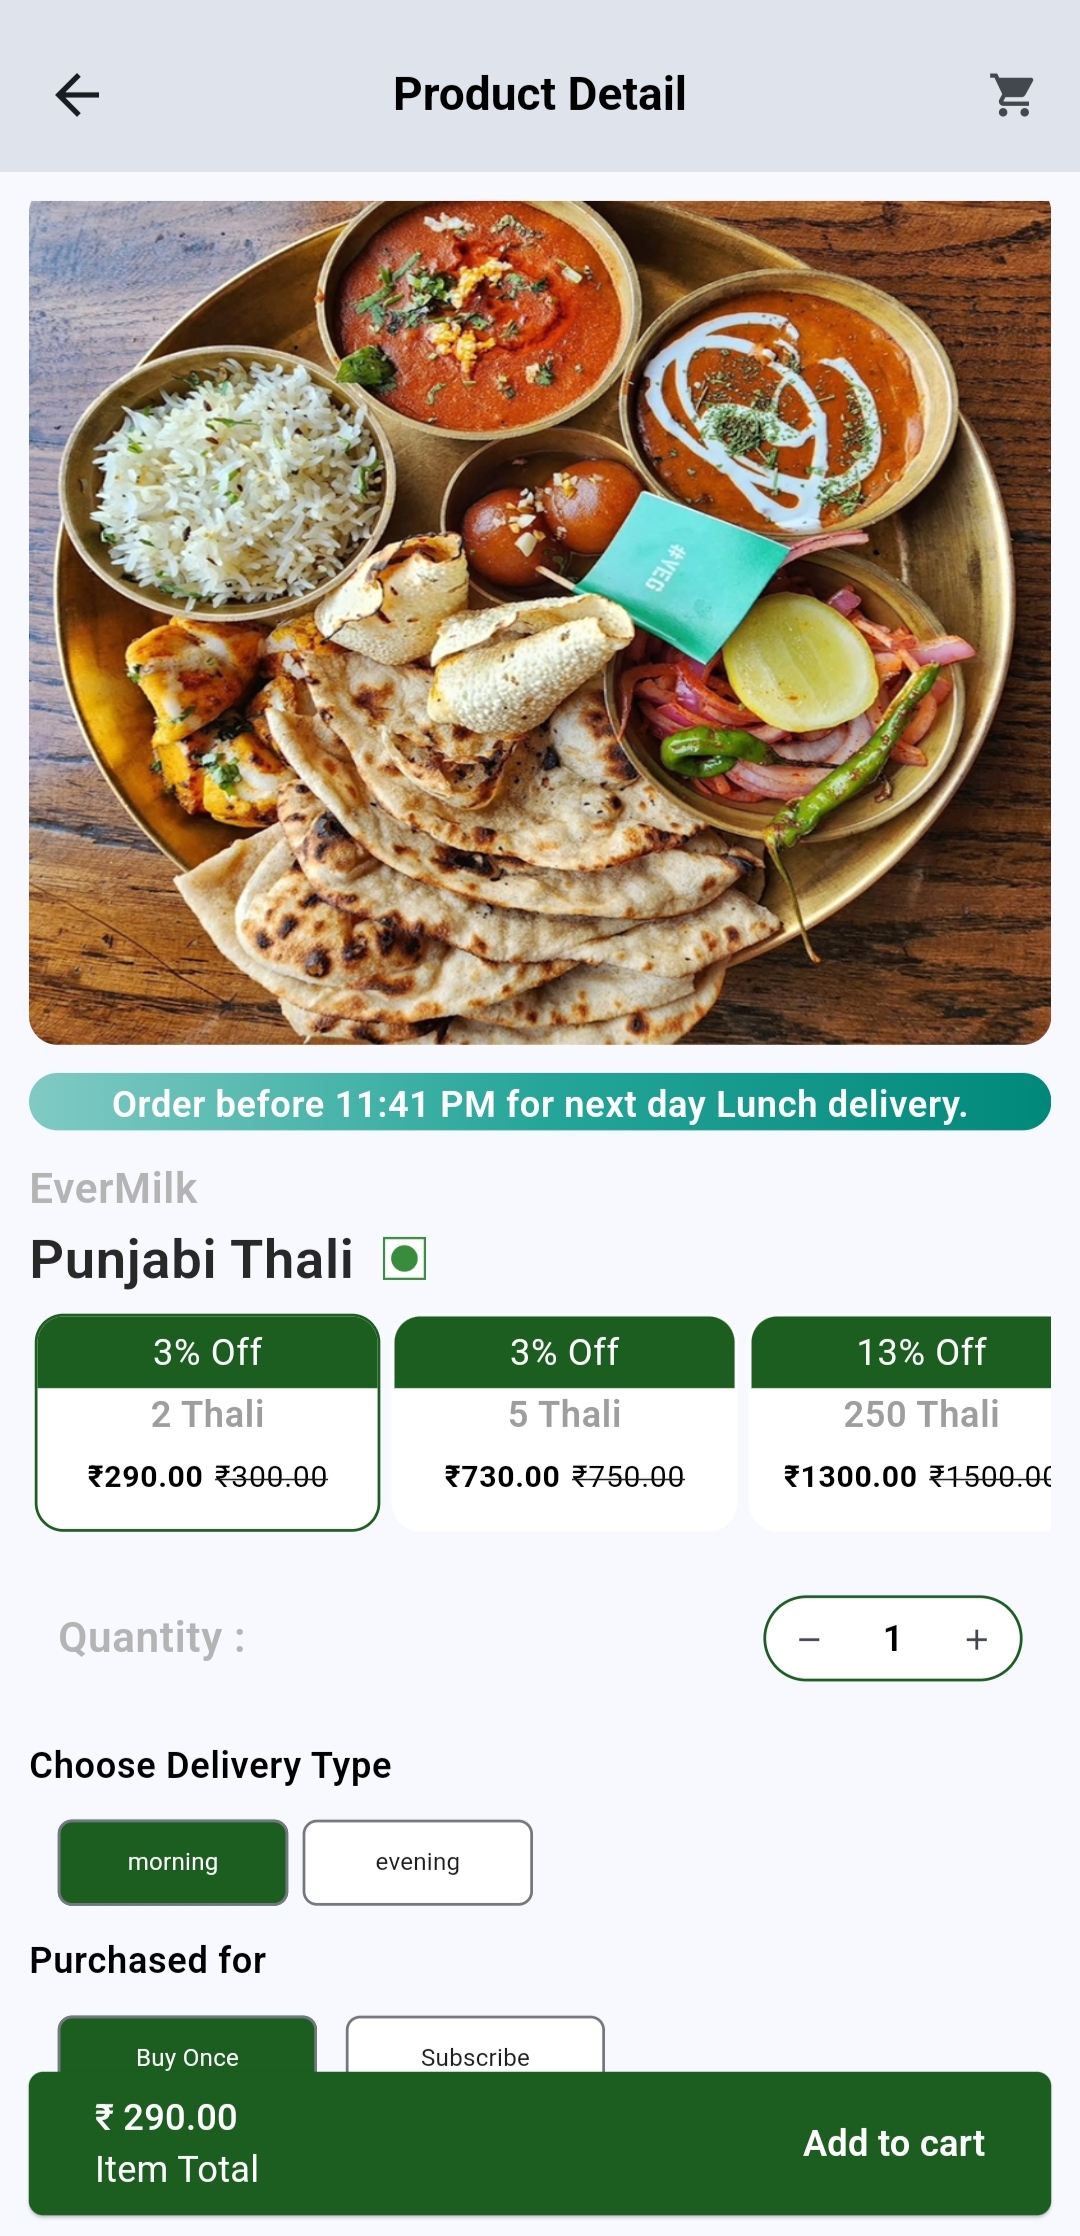 Product Detail
#VEG
Order before 11:41 PM for next day Lunch delivery.
EverMilk
Punjabi Thali
3% Off
2 Thali
₹290.00 ₹300.00
3% Off
5 Thali
₹730.00 ₹750.00
13% Off
250 Thali
₹1300.00 ₹1500.00
Quantity :
1
Choose Delivery Type
morning
evening
Purchased for
Buy Once
Subscribe
₹ 290.00
Item Total
Add to cart